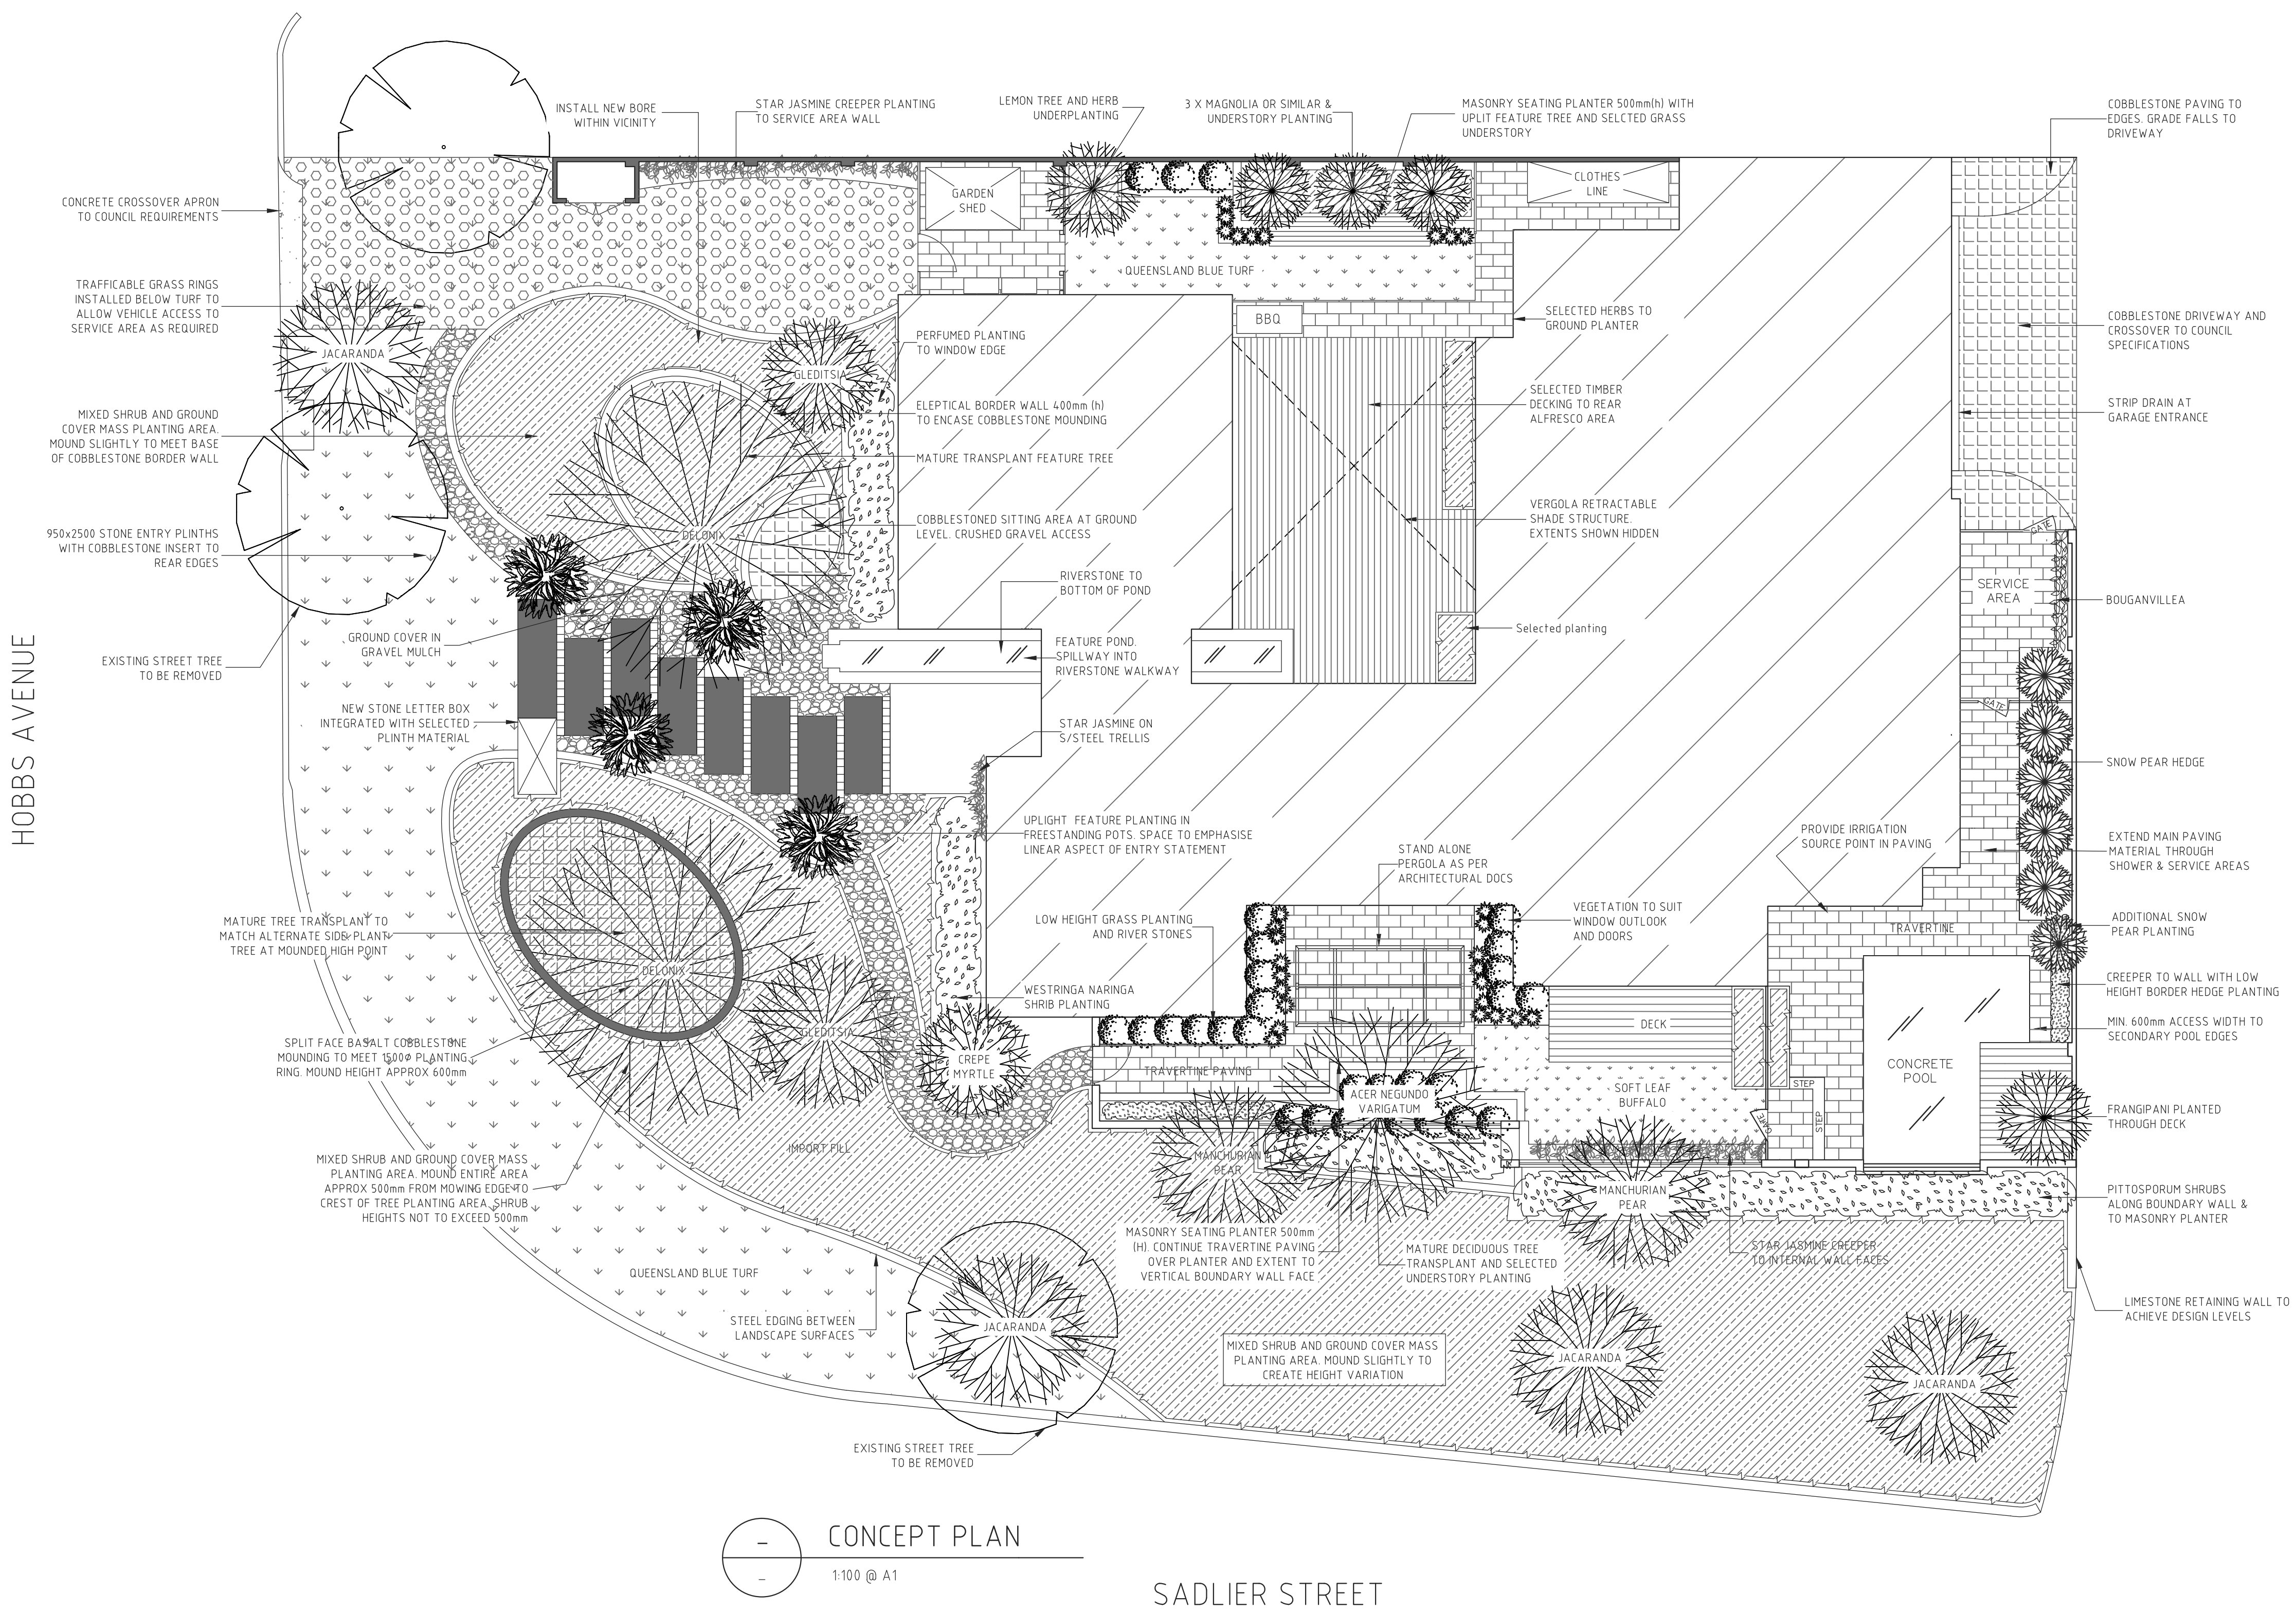 INSTALL NEW BORE
WITHIN VICINITY
STAR JASMINE CREEPER PLANTING
TO SERVICE AREA WALL
LEMON TREE AND HERB
UNDERPLANTING
3 X MAGNOLIA OR SIMILAR &
UNDERSTORY PLANTING
MASONRY SEATING PLANTER 500mm(h) WITH
UPLIT FEATURE TREE AND SELCTED GRASS
UNDERSTORY
COBBLESTONE PAVING TO
EDGES. GRADE FALLS TO
DRIVEWAY
CONCRETE CROSSOVER APRON
TO COUNCIL REQUIREMENTS
GARDEN
SHED
CLOTHES
LINE
QUEENSLAND BLUE TURF
TRAFFICABLE GRASS RINGS
INSTALLED BELOW TURF TO
ALLOW VEHICLE ACCESS TO
SERVICE AREA AS REQUIRED
JACARANDA
GLEDITSIA
PERFUMED PLANTING
TO WINDOW EDGE
BBQ
SELECTED HERBS TO
GROUND PLANTER
COBBLESTONE DRIVEWAY AND
CROSSOVER TO COUNCIL
SPECIFICATIONS
MIXED SHRUB AND GROUND
COVER MASS PLANTING AREA.
MOUND SLIGHTLY TO MEET BASE
OF COBBLESTONE BORDER WALL
ELEPTICAL BORDER WALL 400mm (h)
TO ENCASE COBBLESTONE MOUNDING
SELECTED TIMBER
DECKING TO REAR
ALFRESCO AREA
STRIP DRAIN AT
GARAGE ENTRANCE
MATURE TRANSPLANT FEATURE TREE
950x2500 STONE ENTRY PLINTHS
WITH COBBLESTONE INSERT TO
REAR EDGES
DELONIX
COBBLESTONED SITTING AREA AT GROUND
LEVEL. CRUSHED GRAVEL ACCESS
VERGOLA RETRACTABLE
SHADE STRUCTURE.
EXTENTS SHOWN HIDDEN
GATE
SERVICE
AREA
BOUGANVILLEA
RIVERSTONE TO
BOTTOM OF POND
EXISTING STREET TREE
TO BE REMOVED
GROUND COVER IN
GRAVEL MULCH
FEATURE POND.
SPILLWAY INTO
RIVERSTONE WALKWAY
Selected planting
GATE
HOBBS AVENUE
NEW STONE LETTER BOX
INTEGRATED WITH SELECTED
PLINTH MATERIAL
STAR JASMINE ON
S/STEEL TRELLIS
SNOW PEAR HEDGE
UPLIGHT FEATURE PLANTING IN
FREESTANDING POTS. SPACE TO EMPHASISE
LINEAR ASPECT OF ENTRY STATEMENT
STAND ALONE
PERGOLA AS PER
ARCHITECTURAL DOCS
PROVIDE IRRIGATION
SOURCE POINT IN PAVING
EXTEND MAIN PAVING
MATERIAL THROUGH
SHOWER & SERVICE AREAS
MATURE TREE TRANSPLANT TO
MATCH ALTERNATE SIDE. PLANT
TREE AT MOUNDED HIGH POINT
LOW HEIGHT GRASS PLANTING
AND RIVER STONES
VEGETATION TO SUIT
WINDOW OUTLOOK
AND DOORS
TRAVERTINE
ADDITIONAL SNOW
PEAR PLANTING
DELONIX
WESTRINGA NARINGA
SHRIB PLANTING
CREEPER TO WALL WITH LOW
HEIGHT BORDER HEDGE PLANTING
GLEDITSIA
DECK
MIN. 600mm ACCESS WIDTH TO
SECONDARY POOL EDGES
SPLIT FACE BASALT COBBLESTONE
MOUNDING TO MEET 1500⌀ PLANTING
RING. MOUND HEIGHT APPROX 600mm
CREPE
MYRTLE
TRAVERTINE PAVING
CONCRETE
POOL
STEP
STEP
GATE
SOFT LEAF
BUFFALO
ACER NEGUNDO
VARIGATUM
FRANGIPANI PLANTED
THROUGH DECK
IMPORT FILL
MIXED SHRUB AND GROUND COVER MASS
PLANTING AREA. MOUND ENTIRE AREA
APPROX 500mm FROM MOWING EDGE TO
CREST OF TREE PLANTING AREA. SHRUB
HEIGHTS NOT TO EXCEED 500mm
MANCHURIAN
PEAR
MANCHURIAN
PEAR
PITTOSPORUM SHRUBS
ALONG BOUNDARY WALL &
TO MASONRY PLANTER
MASONRY SEATING PLANTER 500mm
(H). CONTINUE TRAVERTINE PAVING
OVER PLANTER AND EXTENT TO
VERTICAL BOUNDARY WALL FACE
MATURE DECIDUOUS TREE
TRANSPLANT AND SELECTED
UNDERSTORY PLANTING
STAR JASMINE CREEPER
TO INTERNAL WALL FACES
QUEENSLAND BLUE TURF
STEEL EDGING BETWEEN
LANDSCAPE SURFACES
JACARANDA
LIMESTONE RETAINING WALL TO
ACHIEVE DESIGN LEVELS
MIXED SHRUB AND GROUND COVER MASS
PLANTING AREA. MOUND SLIGHTLY TO
CREATE HEIGHT VARIATION
JACARANDA
JACARANDA
EXISTING STREET TREE
TO BE REMOVED
CONCEPT PLAN
1:100 @ A1
SADLIER STREET